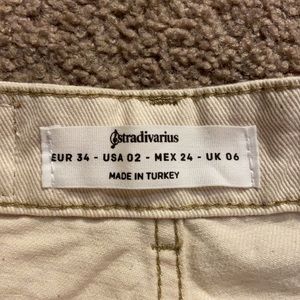 Stradivarius
EUR 34 - USA 02 - MEX 24 - UK 06
MADE IN TURKEY